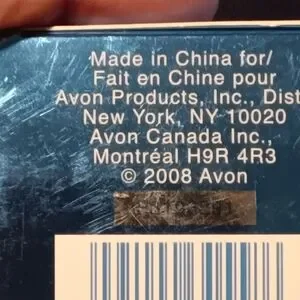 Made in China for/
Fait en Chine pour
Avon Products, Inc., Dist.
New York, NY 10020
Avon Canada Inc.,
Montréal H9R 4R3
© 2008 Avon